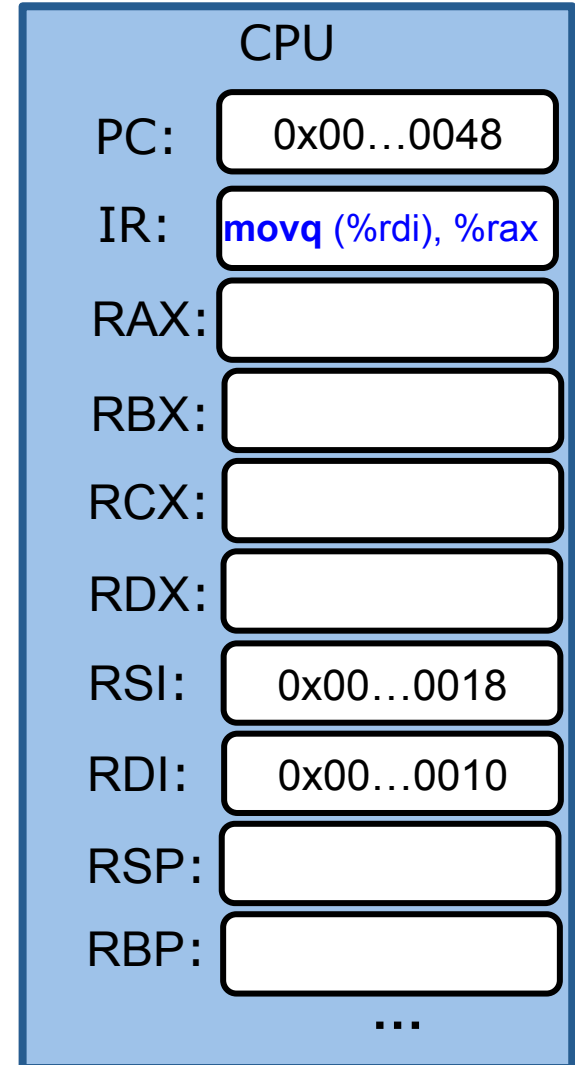 CPU
PC: 0x00…0048
IR: movq (%rdi), %rax
RAX:
RBX:
RCX:
RDX:
RSI: 0x00…0018
RDI: 0x00…0010
RSP:
RBP:
…